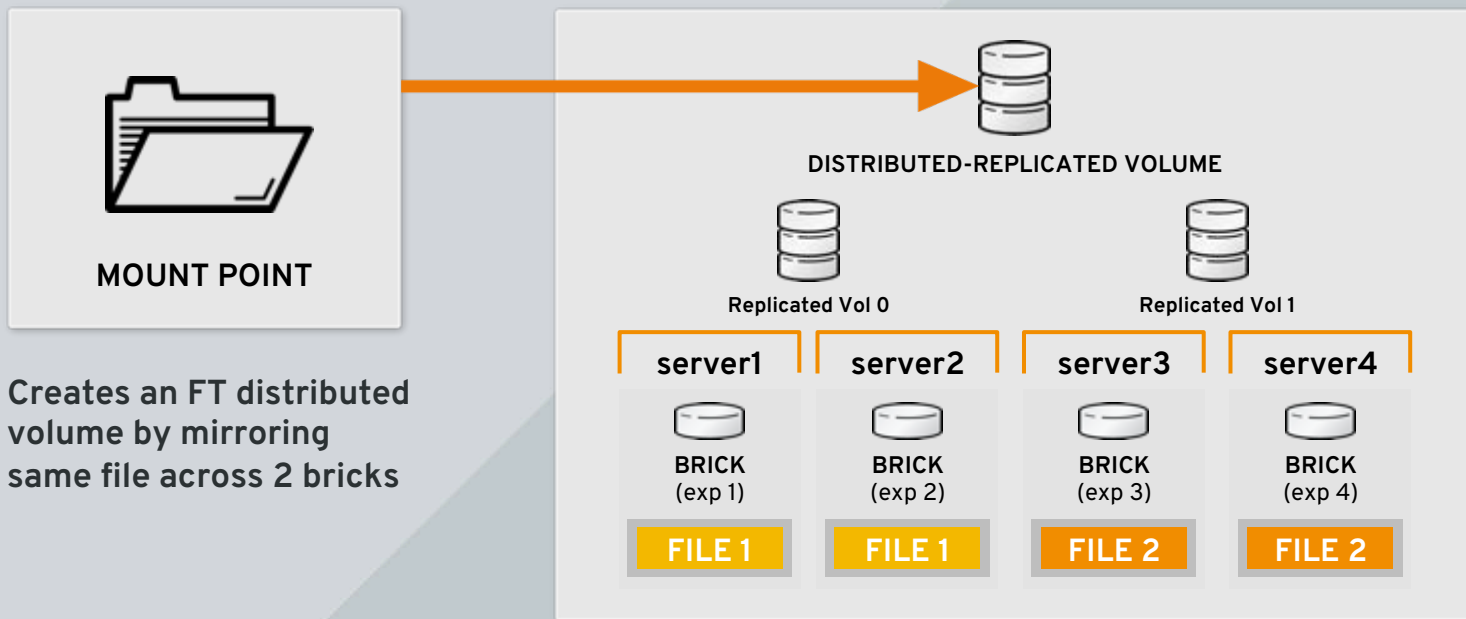 MOUNT POINT
Creates an FT distributed
volume by mirroring
same file across 2 bricks
DISTRIBUTED-REPLICATED VOLUME
Replicated Vol 0
Replicated Vol 1
server1
server2
server3
server4
BRICK
(exp 1)
BRICK
(exp 2)
BRICK
(exp 3)
BRICK
(exp 4)
FILE 1
FILE 1
FILE 2
FILE 2